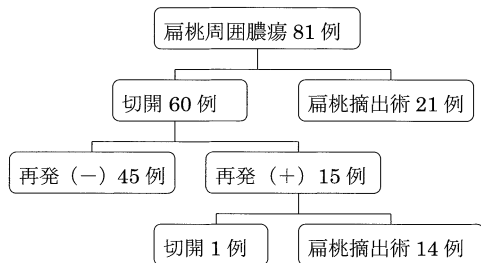 扁桃周囲膿瘍 81 例
切開 60 例
扁桃摘出術 21 例
再発（−）45 例
再発（+）15 例
切開 1 例
扁桃摘出術 14 例